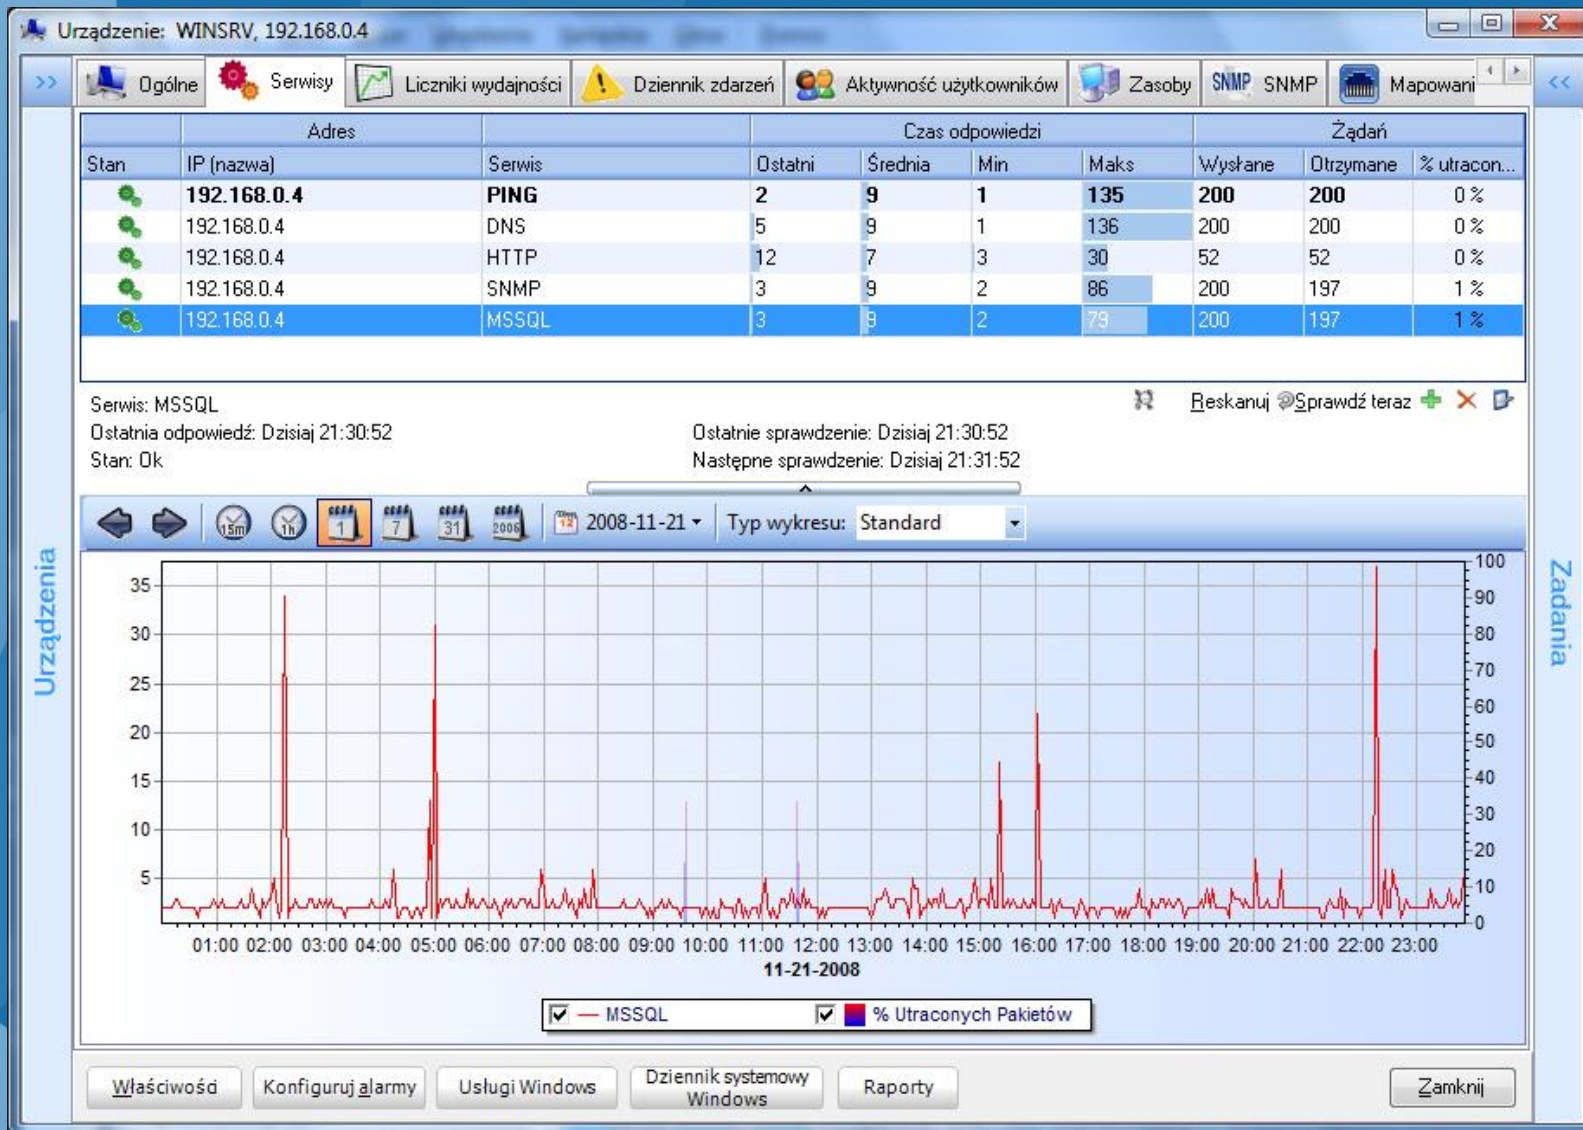 Urządzenie: WINSRV, 192.168.0.4
>> Ogólne Serwisy Liczniki wydajności Dziennik zdarzeń Aktywność użytkowników Zasoby SNMP SNMP Mapowani <<
Adres Czas odpowiedzi Żądań
Stan IP (nazwa) Serwis Ostatni Średnia Min Maks Wysłane Otrzymane % utracon...
192.168.0.4 PING 2 9 1 135 200 200 0 %
192.168.0.4 DNS 5 9 1 136 200 200 0 %
192.168.0.4 HTTP 12 7 3 30 52 52 0 %
192.168.0.4 SNMP 3 9 2 86 200 197 1 %
192.168.0.4 MSSQL 3 9 2 79 200 197 1 %
Serwis: MSSQL Reskanuj Sprawdź teraz
Ostatnia odpowiedź: Dzisiaj 21:30:52 Ostatnie sprawdzenie: Dzisiaj 21:30:52
Stan: Ok Następne sprawdzenie: Dzisiaj 21:31:52
15m 1h 1 7 31 2006 12 2008-11-21 Typ wykresu: Standard
Urządzenia
Zadania
35
30
25
20
15
10
5
100
90
80
70
60
50
40
30
20
10
0
01:00 02:00 03:00 04:00 05:00 06:00 07:00 08:00 09:00 10:00 11:00 12:00 13:00 14:00 15:00 16:00 17:00 18:00 19:00 20:00 21:00 22:00 23:00
11-21-2008
MSSQL % Utraconych Pakietów
Właściwości Konfiguruj alarmy Usługi Windows Dziennik systemowy Windows Raporty Zamknij